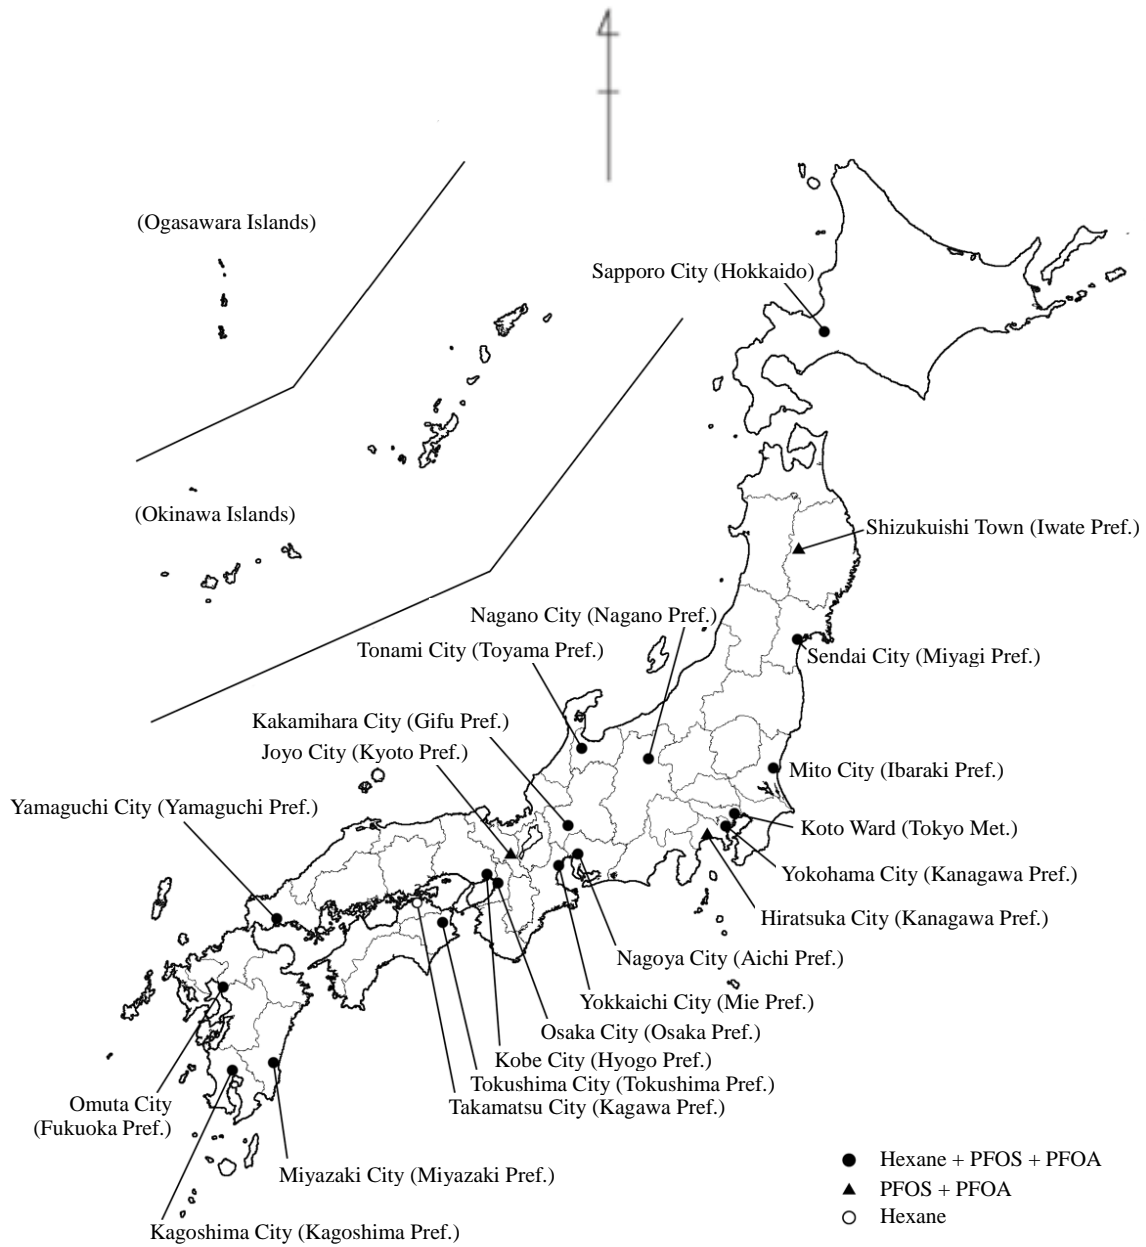 (Ogasawara Islands)
Sapporo City (Hokkaido)
(Okinawa Islands)
Shizukuishi Town (Iwate Pref.)
Nagano City (Nagano Pref.)
Tonami City (Toyama Pref.)
Sendai City (Miyagi Pref.)
Kakamihara City (Gifu Pref.)
Joyo City (Kyoto Pref.)
Mito City (Ibaraki Pref.)
Yamaguchi City (Yamaguchi Pref.)
Koto Ward (Tokyo Met.)
Yokohama City (Kanagawa Pref.)
Hiratsuka City (Kanagawa Pref.)
Nagoya City (Aichi Pref.)
Yokkaichi City (Mie Pref.)
Osaka City (Osaka Pref.)
Kobe City (Hyogo Pref.)
Tokushima City (Tokushima Pref.)
Takamatsu City (Kagawa Pref.)
Omuta City
(Fukuoka Pref.)
Miyazaki City (Miyazaki Pref.)
Kagoshima City (Kagoshima Pref.)
Hexane + PFOS + PFOA
PFOS + PFOA
Hexane